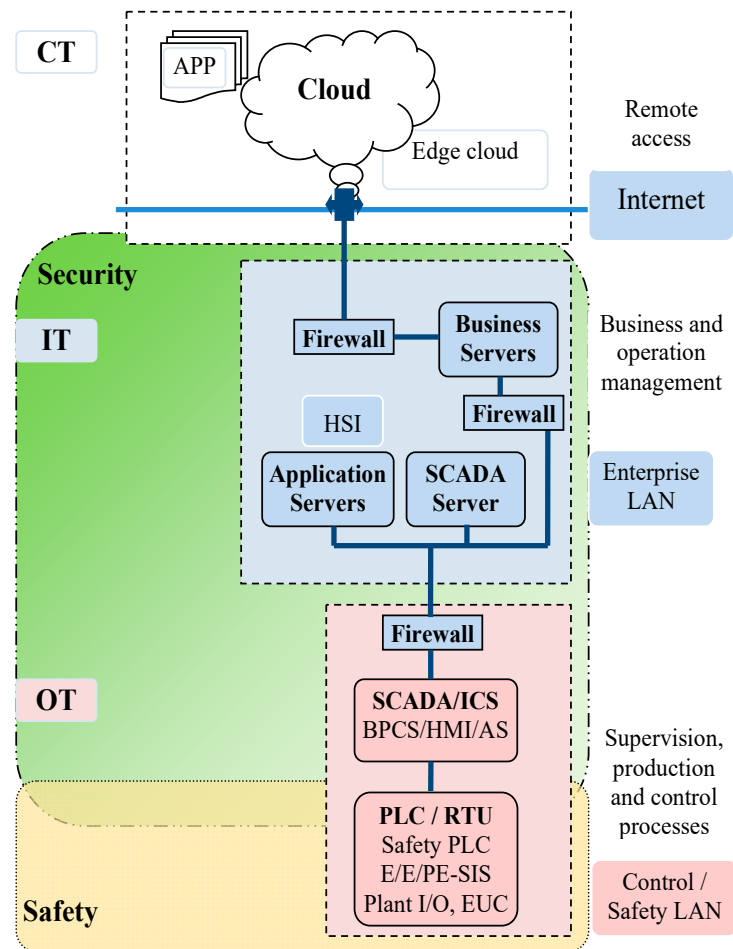 CT
APP
Cloud
Edge cloud
Remote
access
Internet
Security
IT
Firewall
Business
Servers
Business and
operation
management
Firewall
HSI
Application
Servers
SCADA
Server
Enterprise
LAN
Firewall
OT
SCADA/ICS
BPCS/HMI/AS
Supervision,
production
and control
processes
PLC / RTU
Safety PLC
E/E/PE-SIS
Plant I/O, EUC
Safety
Control /
Safety LAN